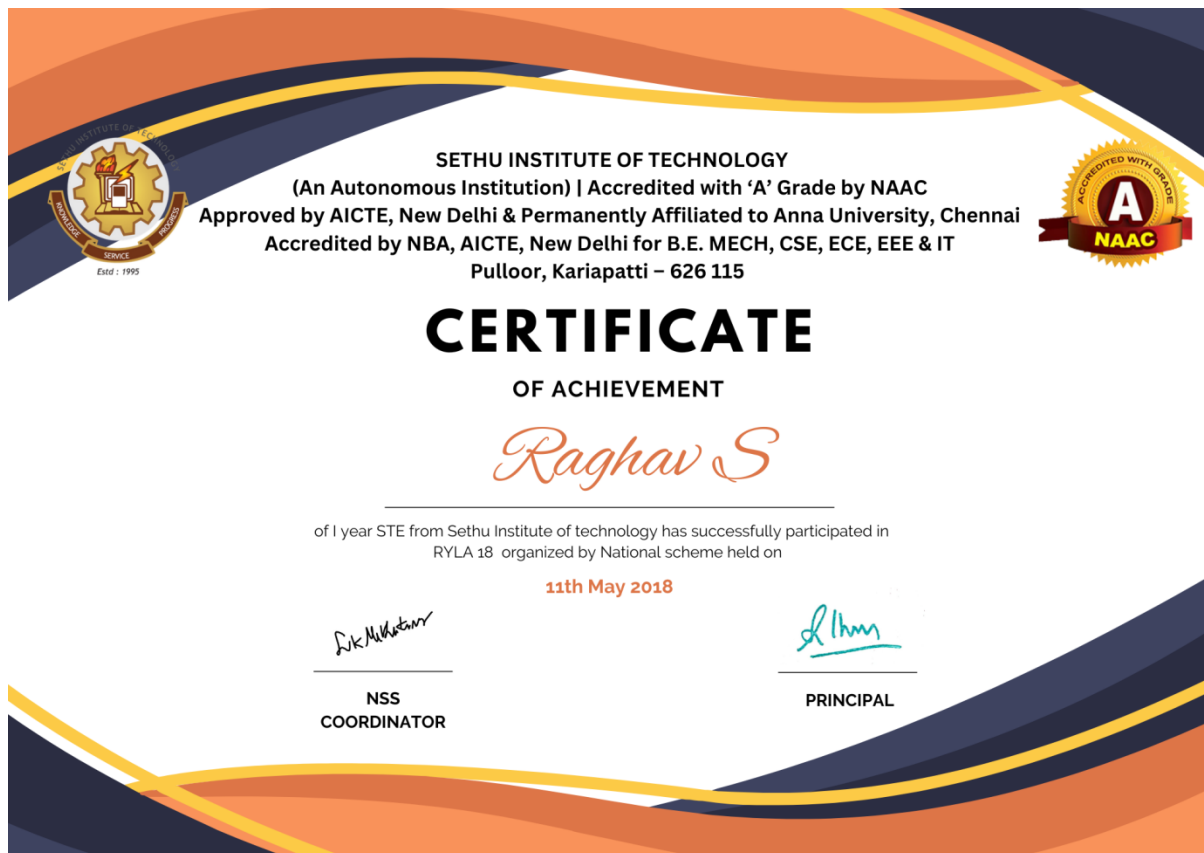 SETHU INSTITUTE OF TECHNOLOGY
SETHU INSTITUTE OF TECHNOLOGY
(An Autonomous Institution) | Accredited with ‘A’ Grade by NAAC
Approved by AICTE, New Delhi & Permanently Affiliated to Anna University, Chennai
Accredited by NBA, AICTE, New Delhi for B.E. MECH, CSE, ECE, EEE & IT
Pulloor, Kariapatti – 626 115
KNOWLEDGE
SERVICE
PROGRESS
Estd : 1995
ACCREDITED WITH GRADE
A
NAAC
CERTIFICATE
OF ACHIEVEMENT
Raghav S
of I year STE from Sethu Institute of technology has successfully participated in
RYLA 18 organized by National scheme held on
11th May 2018
NSS
COORDINATOR
PRINCIPAL